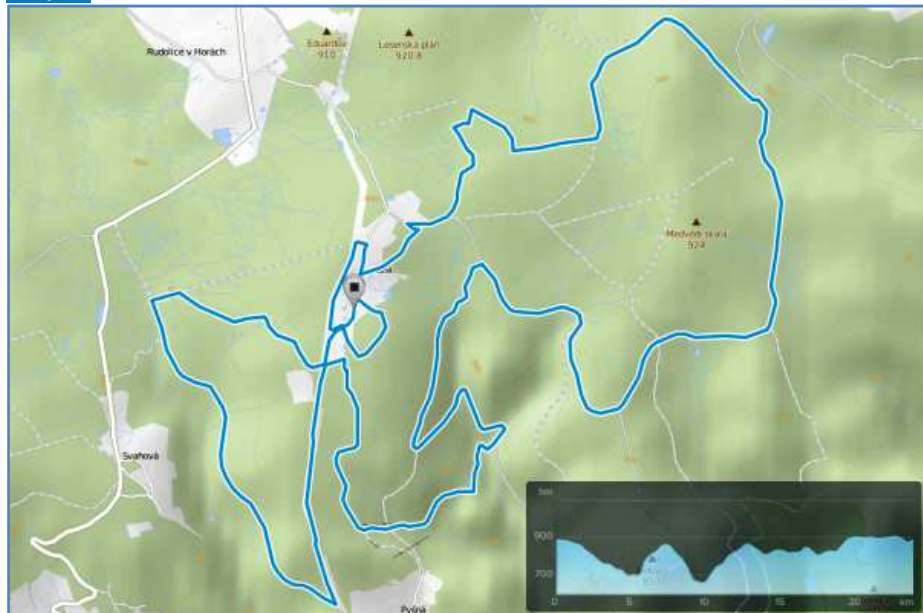 Rudolice v Horách
Eduardův
910
Lesenská pláň
920.8
Medvědí skála
924
Svahová
Pyšná
900
700
0
5
10
15
20
km